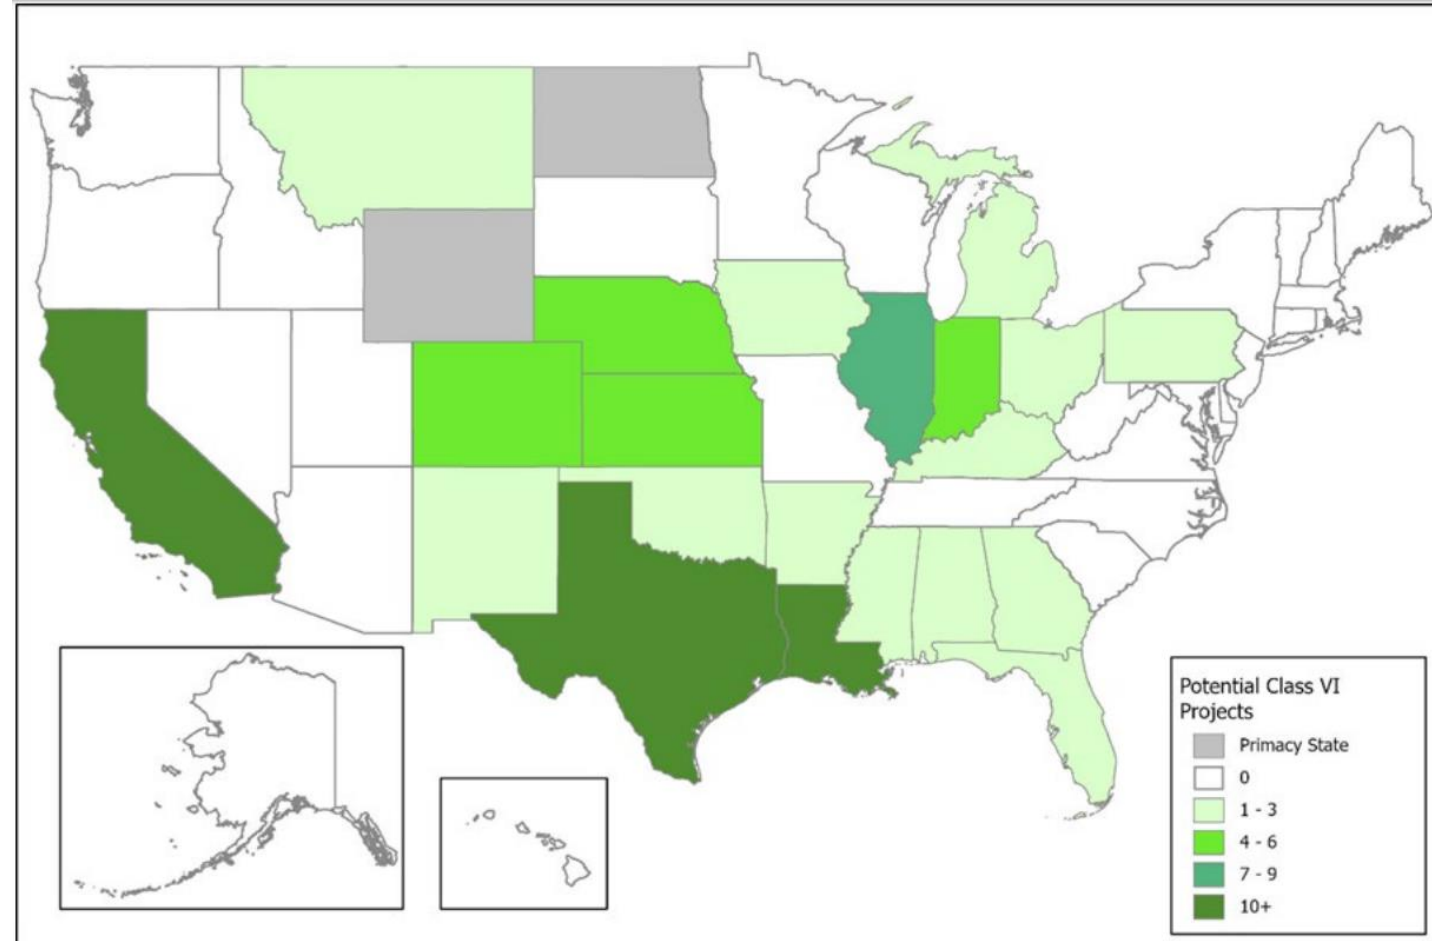 Potential Class VI
Projects
Primacy State
0
1 - 3
4 - 6
7 - 9
10+